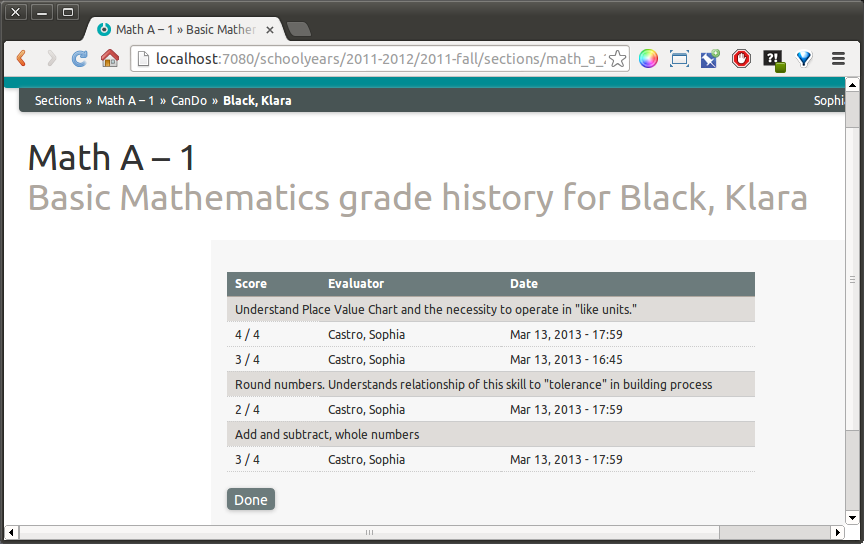 Math A – 1 » Basic Mather
localhost:7080/schoolyears/2011-2012/2011-fall/sections/math_a_
Sections » Math A – 1 » CanDo » Black, Klara
Sophi
Math A – 1
Basic Mathematics grade history for Black, Klara
Score Evaluator Date
Understand Place Value Chart and the necessity to operate in "like units."
4 / 4 Castro, Sophia Mar 13, 2013 - 17:59
3 / 4 Castro, Sophia Mar 13, 2013 - 16:45
Round numbers. Understands relationship of this skill to "tolerance" in building process
2 / 4 Castro, Sophia Mar 13, 2013 - 17:59
Add and subtract, whole numbers
3 / 4 Castro, Sophia Mar 13, 2013 - 17:59
Done